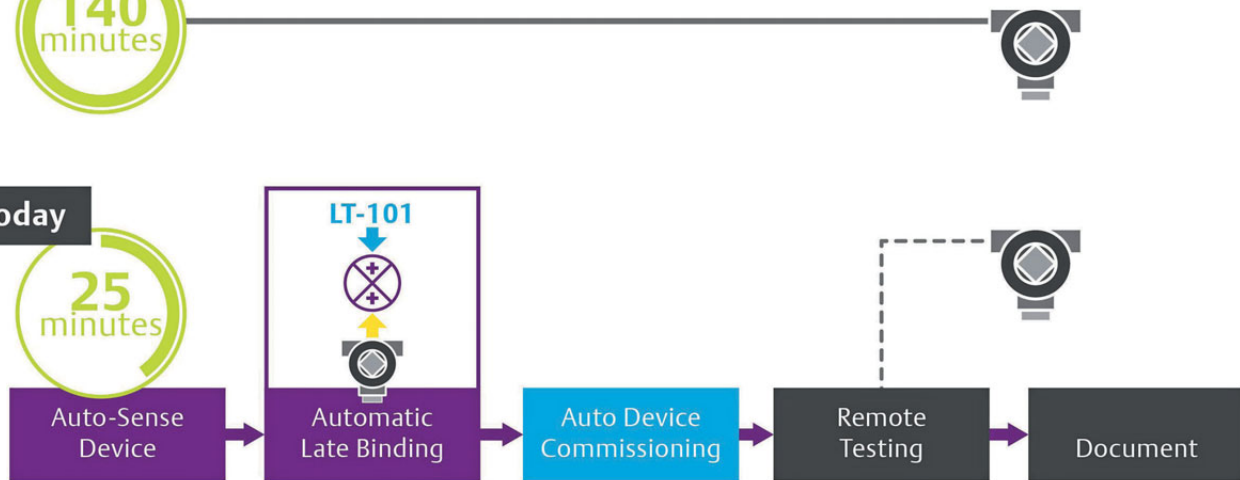 140
minutes
oday
LT-101
25
minutes
Auto-Sense
Device
Automatic
Late Binding
Auto Device
Commissioning
Remote
Testing
Document